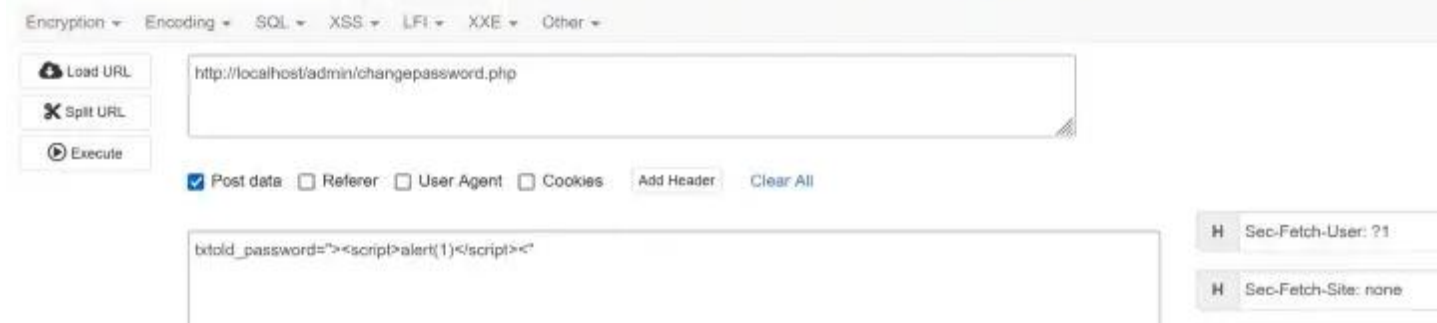 Encryption Encoding SQL XSS LFI XXE Other
Load URL
http://localhost/admin/changepassword.php
Split URL
Execute
Post data Referer User Agent Cookies Add Header Clear All
txtold_password="><script>alert(1)</script><"
H Sec-Fetch-User: ?1
H Sec-Fetch-Site: none